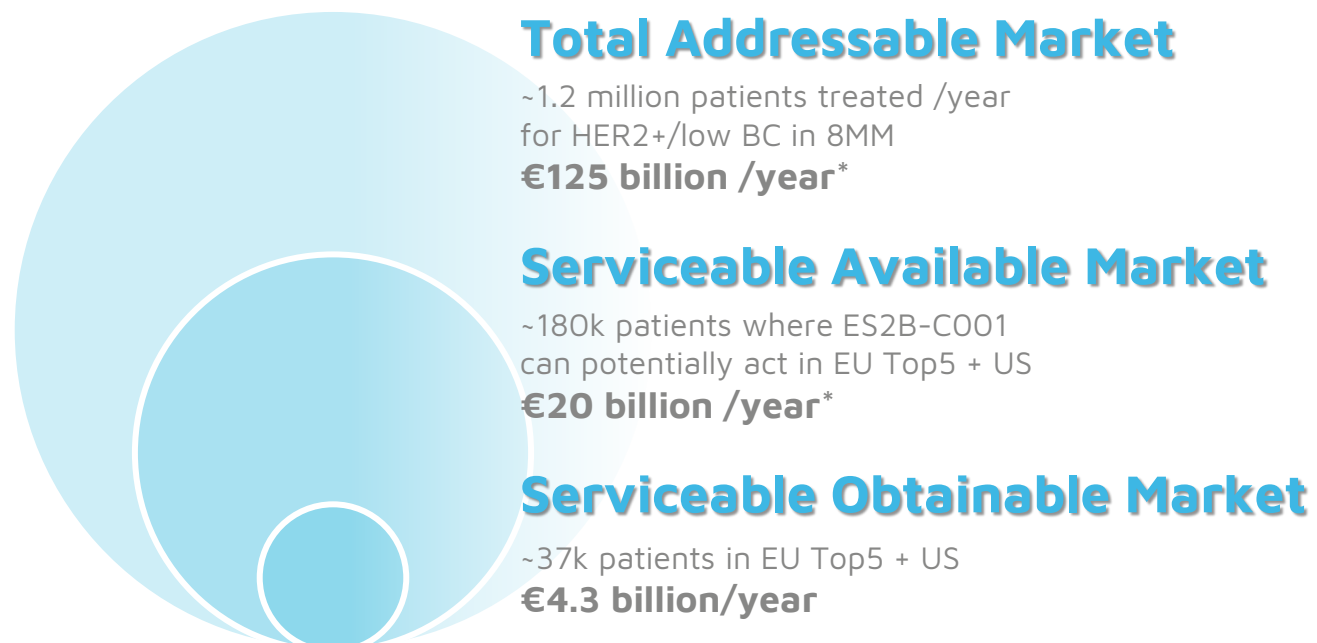 Total Addressable Market
~1.2 million patients treated /year
for HER2+/low BC in 8MM
€125 billion /year*
Serviceable Available Market
~180k patients where ES2B-C001
can potentially act in EU Top5 + US
€20 billion /year*
Serviceable Obtainable Market
~37k patients in EU Top5 + US
€4.3 billion/year